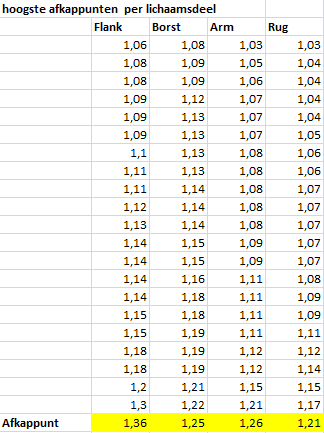 hoogste afkappunten per lichaamsdeel
Flank Borst Arm Rug
1,06 1,08 1,03 1,03
1,08 1,09 1,05 1,04
1,08 1,09 1,06 1,04
1,09 1,12 1,07 1,04
1,09 1,13 1,07 1,04
1,09 1,13 1,07 1,05
1,1 1,13 1,08 1,06
1,11 1,13 1,08 1,06
1,11 1,14 1,08 1,07
1,12 1,14 1,08 1,07
1,13 1,14 1,08 1,07
1,14 1,15 1,09 1,07
1,14 1,15 1,09 1,07
1,14 1,16 1,11 1,08
1,14 1,18 1,11 1,09
1,15 1,18 1,11 1,09
1,15 1,19 1,11 1,11
1,18 1,19 1,12 1,12
1,18 1,19 1,12 1,14
1,2 1,21 1,15 1,15
1,3 1,22 1,21 1,17
Afkappunt 1,36 1,25 1,26 1,21